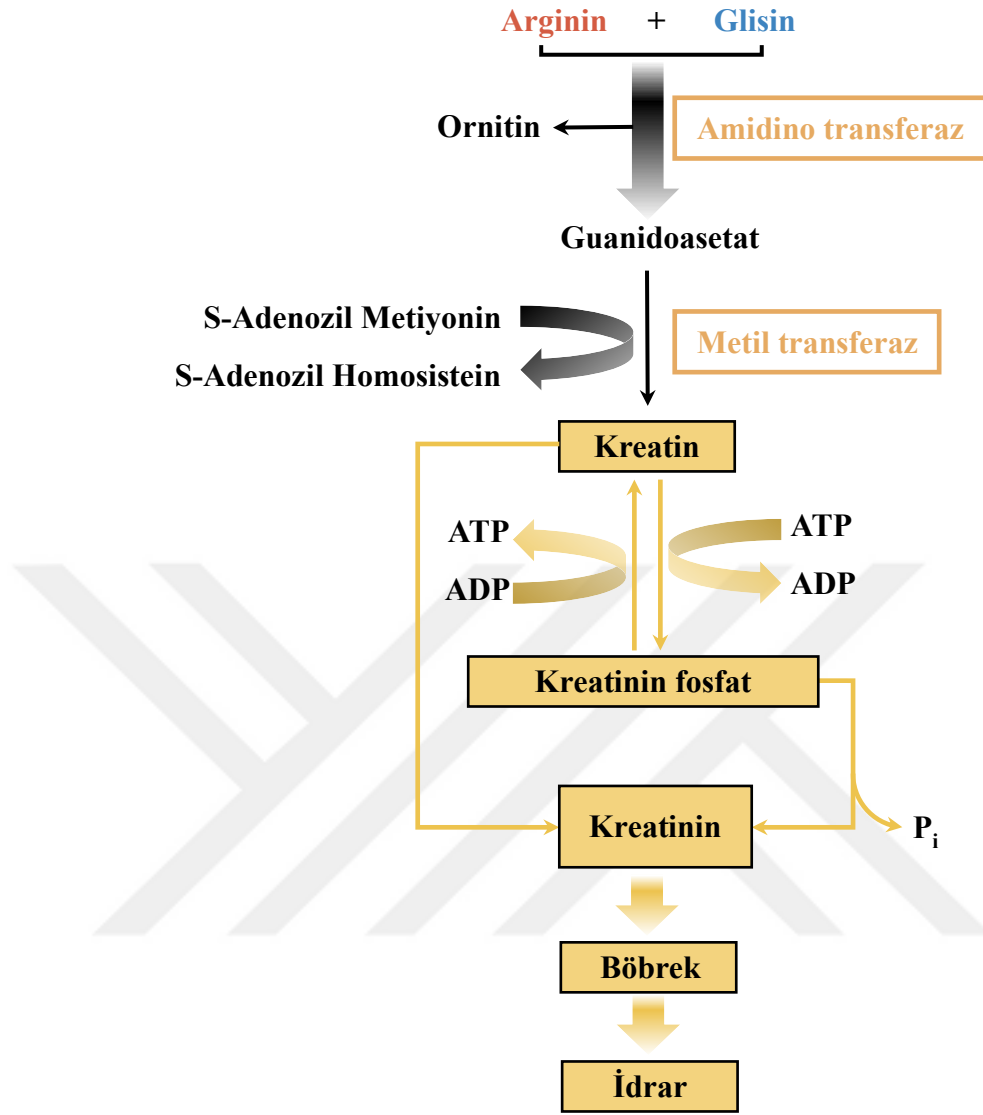 Arginin + Glisin
Amidino transferaz
Ornitin
Guanidoasetat
S-Adenozil Metiyonin
Metil transferaz
S-Adenozil Homosistein
Kreatin
ATP
ATP
ADP
ADP
Kreatinin fosfat
Kreatinin
Pi
Böbrek
İdrar